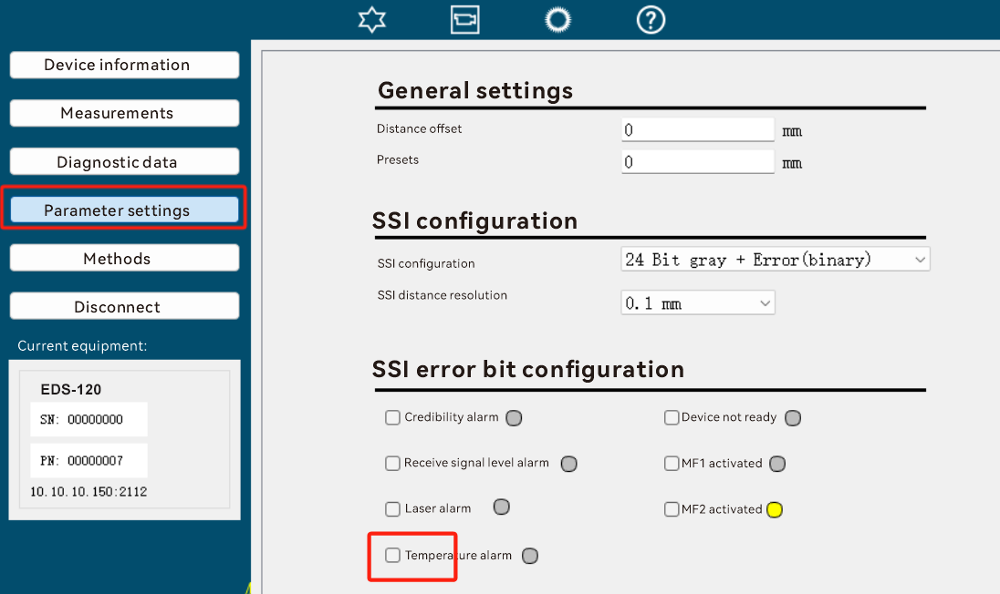 ?
Device information
Measurements
Diagnostic data
Parameter settings
Methods
Disconnect
Current equipment:
EDS-120
SN: 00000000
PN: 00000007
10.10.10.150:2112
General settings
Distance offset 0 mm
Presets 0 mm
SSI configuration
SSI configuration 24 Bit gray + Error(binary)
SSI distance resolution 0.1 mm
SSI error bit configuration
Credibility alarm Device not ready
Receive signal level alarm MF1 activated
Laser alarm MF2 activated
Temperature alarm